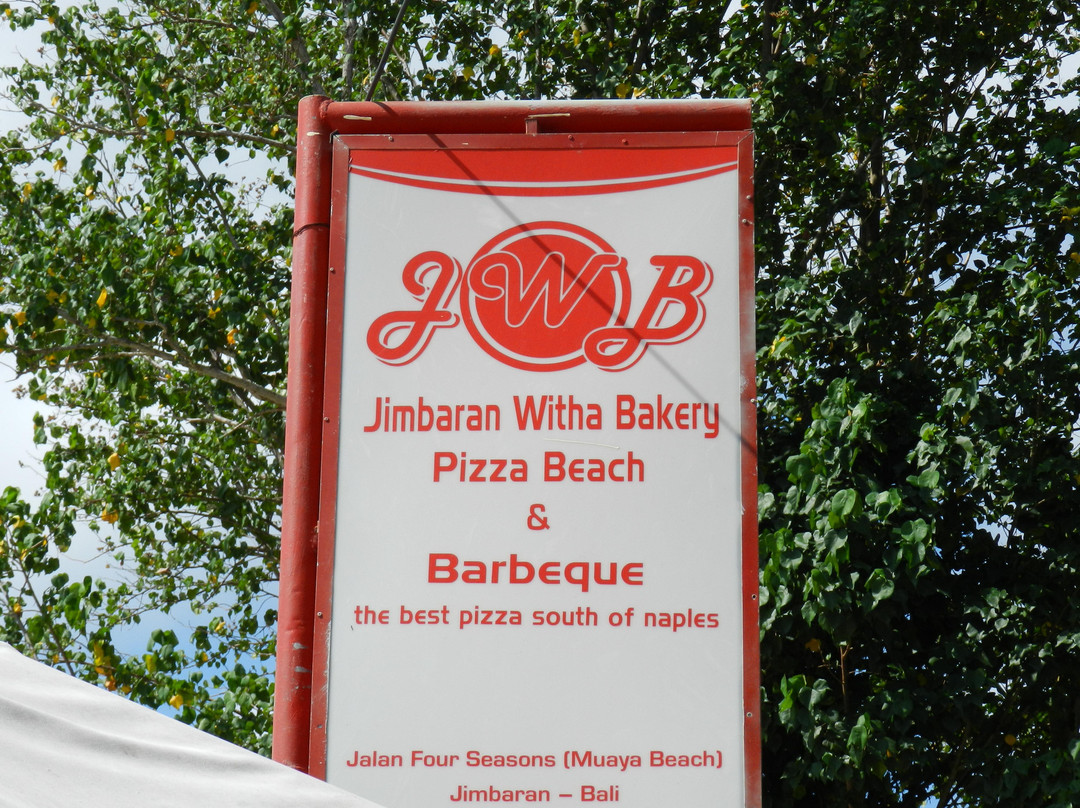 JWB
Jimbaran Witha Bakery
Pizza Beach
&
Barbeque
the best pizza south of naples
Jalan Four Seasons (Muaya Beach)
Jimbaran – Bali